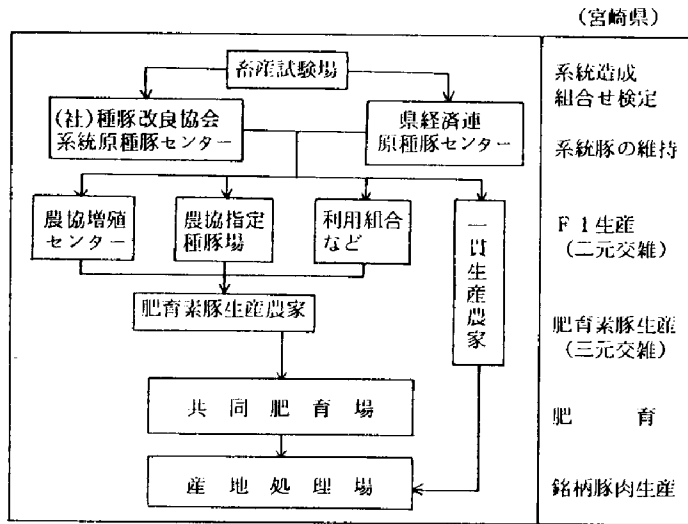 (宮崎県)
畜産試験場
系統造成
組合せ検定
(社)種豚改良協会
系統原種豚センター
県経済連
原種豚センター
系統豚の維持
農協増殖
センター
農協指定
種豚場
利用組合
など
一貫生産農家
F1生産
(二元交雑)
肥育素豚生産農家
肥育素豚生産
(三元交雑)
共同肥育場
肥育
産地処理場
銘柄豚肉生産